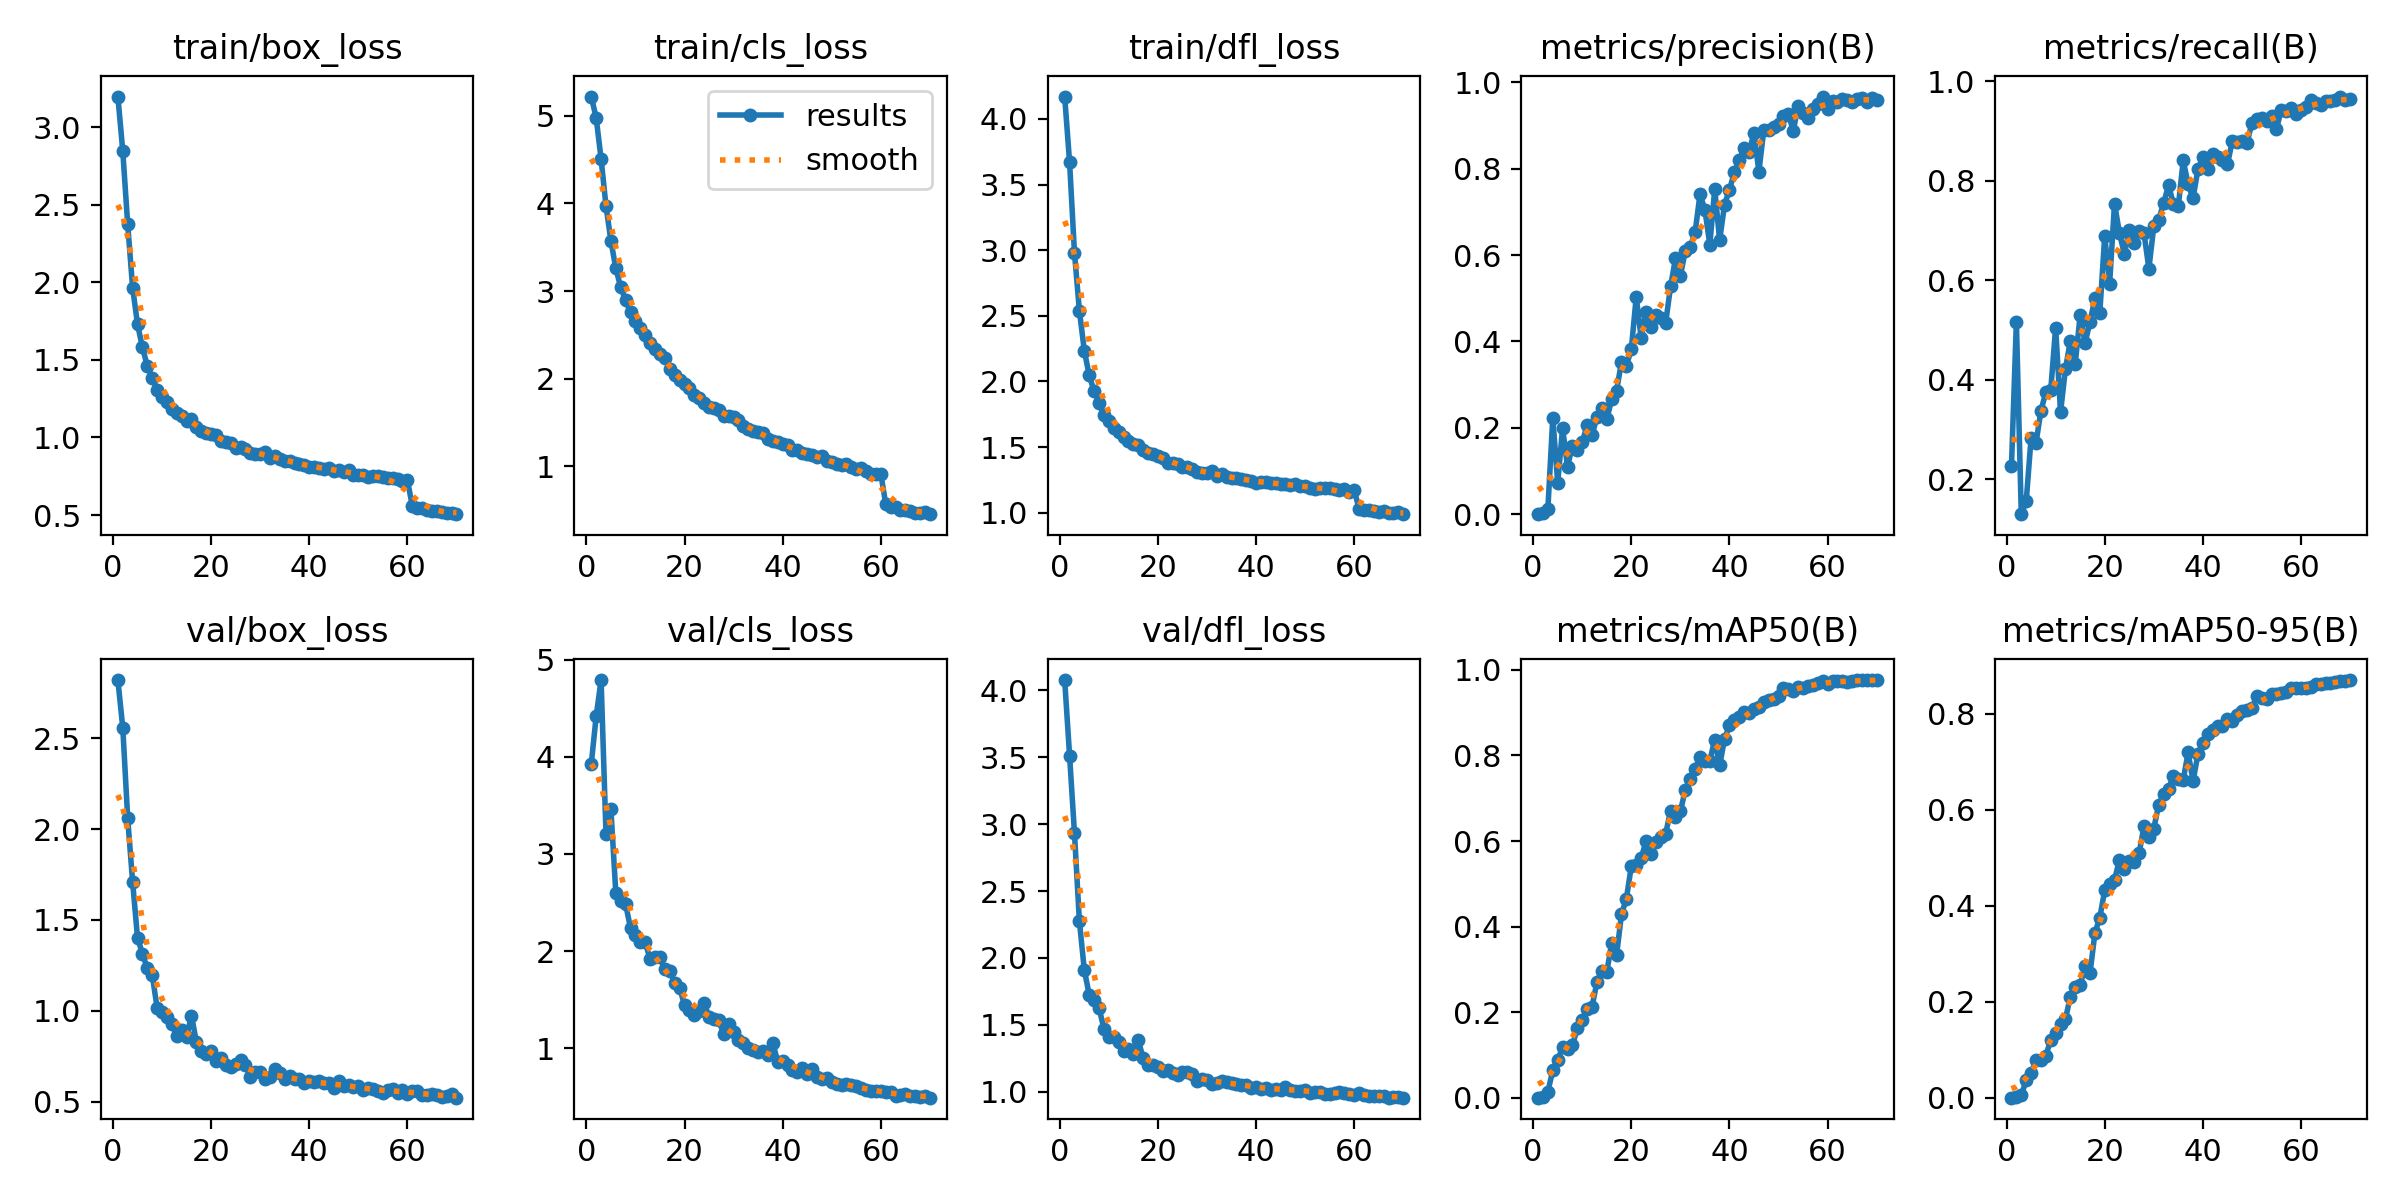 train/box_loss
train/cls_loss
train/dfl_loss
metrics/precision(B)
metrics/recall(B)
3.0
2.5
2.0
1.5
1.0
0.5
0 20 40 60
results
smooth
5
4
3
2
1
0 20 40 60
4.0
3.5
3.0
2.5
2.0
1.5
1.0
0 20 40 60
1.0
0.8
0.6
0.4
0.2
0.0
0 20 40 60
1.0
0.8
0.6
0.4
0.2
0 20 40 60
val/box_loss
val/cls_loss
val/dfl_loss
metrics/mAP50(B)
metrics/mAP50-95(B)
2.5
2.0
1.5
1.0
0.5
0 20 40 60
5
4
3
2
1
0 20 40 60
4.0
3.5
3.0
2.5
2.0
1.5
1.0
0 20 40 60
1.0
0.8
0.6
0.4
0.2
0.0
0 20 40 60
0.8
0.6
0.4
0.2
0.0
0 20 40 60